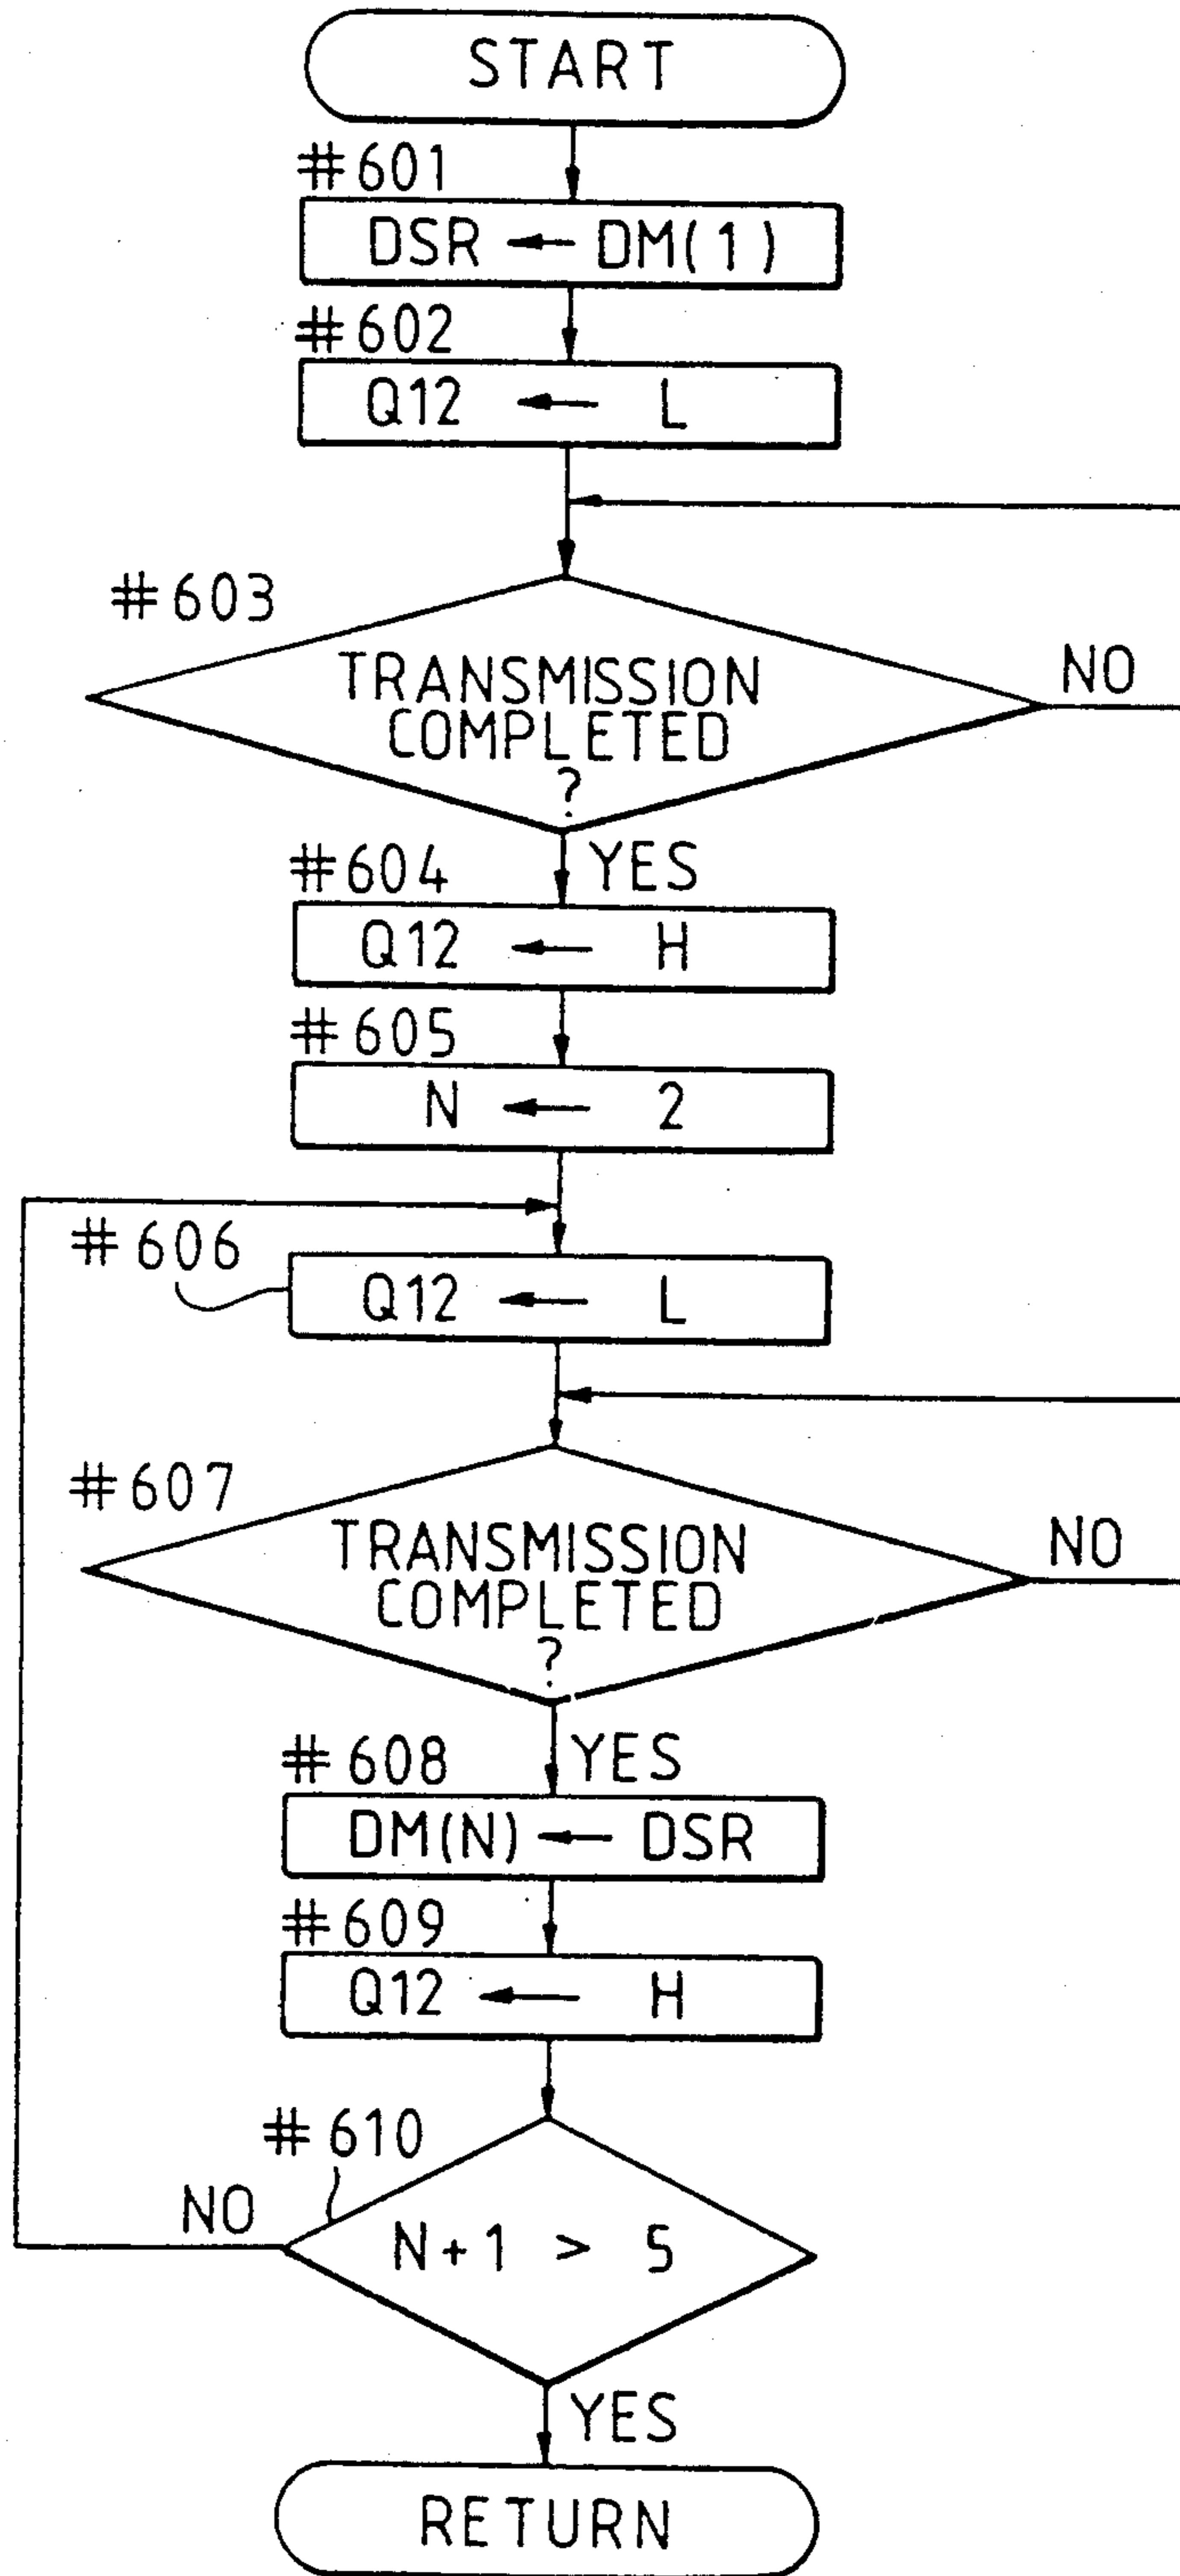 START
#601
DSR ← DM(1)
#602
Q12 ← L
#603
TRANSMISSION
COMPLETED
?
NO
YES
#604
Q12 ← H
#605
N ← 2
#606
Q12 ← L
#607
TRANSMISSION
COMPLETED
?
NO
YES
#608
DM(N) ← DSR
#609
Q12 ← H
#610
NO
N+1 > 5
YES
RETURN